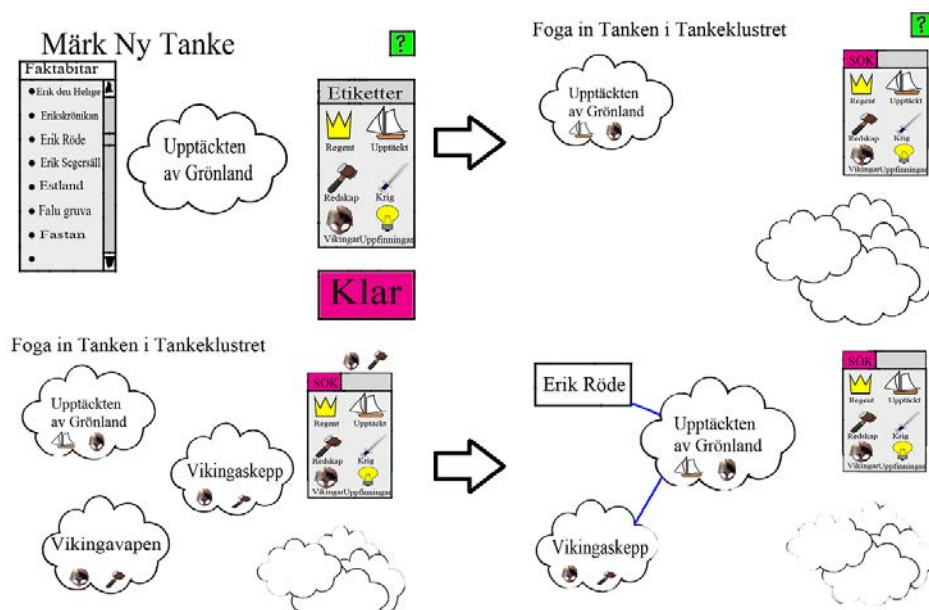 Märk Ny Tanke
?
Faktabitar
Erik den Helige
Erikskrönikan
Erik Röde
Erik Segersäll
Estland
Falu gruva
Fastan
Upptäckten
av Grönland
Etiketter
Regent Upptäckt
Redskap Krig
Vikingar Uppfinningar
Klar
Foga in Tanken i Tankeklustret
?
Upptäckten
av Grönland
SÖK
Regent Upptäckt
Redskap Krig
Vikingar Uppfinningar
Foga in Tanken i Tankeklustret
Upptäckten
av Grönland
Vikingaskepp
Vikingavapen
SÖK
Regent Upptäckt
Redskap Krig
Vikingar Uppfinningar
Erik Röde
Upptäckten
av Grönland
Vikingaskepp
SÖK
Regent Upptäckt
Redskap Krig
Vikingar Uppfinningar